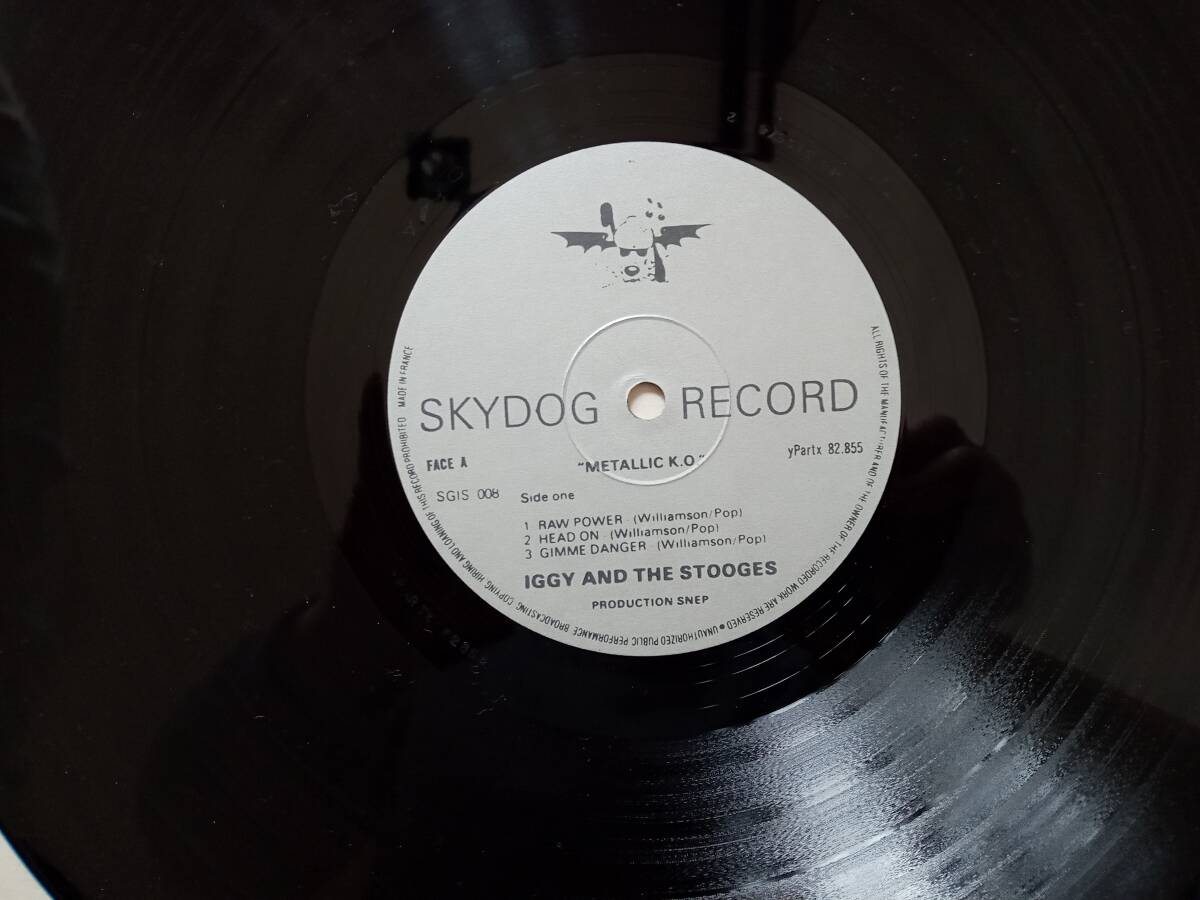 SKYDOG RECORD
FACE A
"METALLIC K.O."
yPartx 82.855
SGIS 008
Side one
1 RAW POWER - (Williamson/Pop)
2 HEAD ON - (Williamson/Pop)
3 GIMME DANGER - (Williamson/Pop)
IGGY AND THE STOOGES
PRODUCTION SNEP
ALL RIGHTS OF THE MANUFACTURER AND OF THE OWNER OF THE RECORDED WORK ARE RESERVED ● UNAUTHORIZED PUBLIC PERFORMANCE BROADCASTING, COPYING, HIRING AND LOANING OF THIS RECORD PROHIBITED MADE IN FRANCE